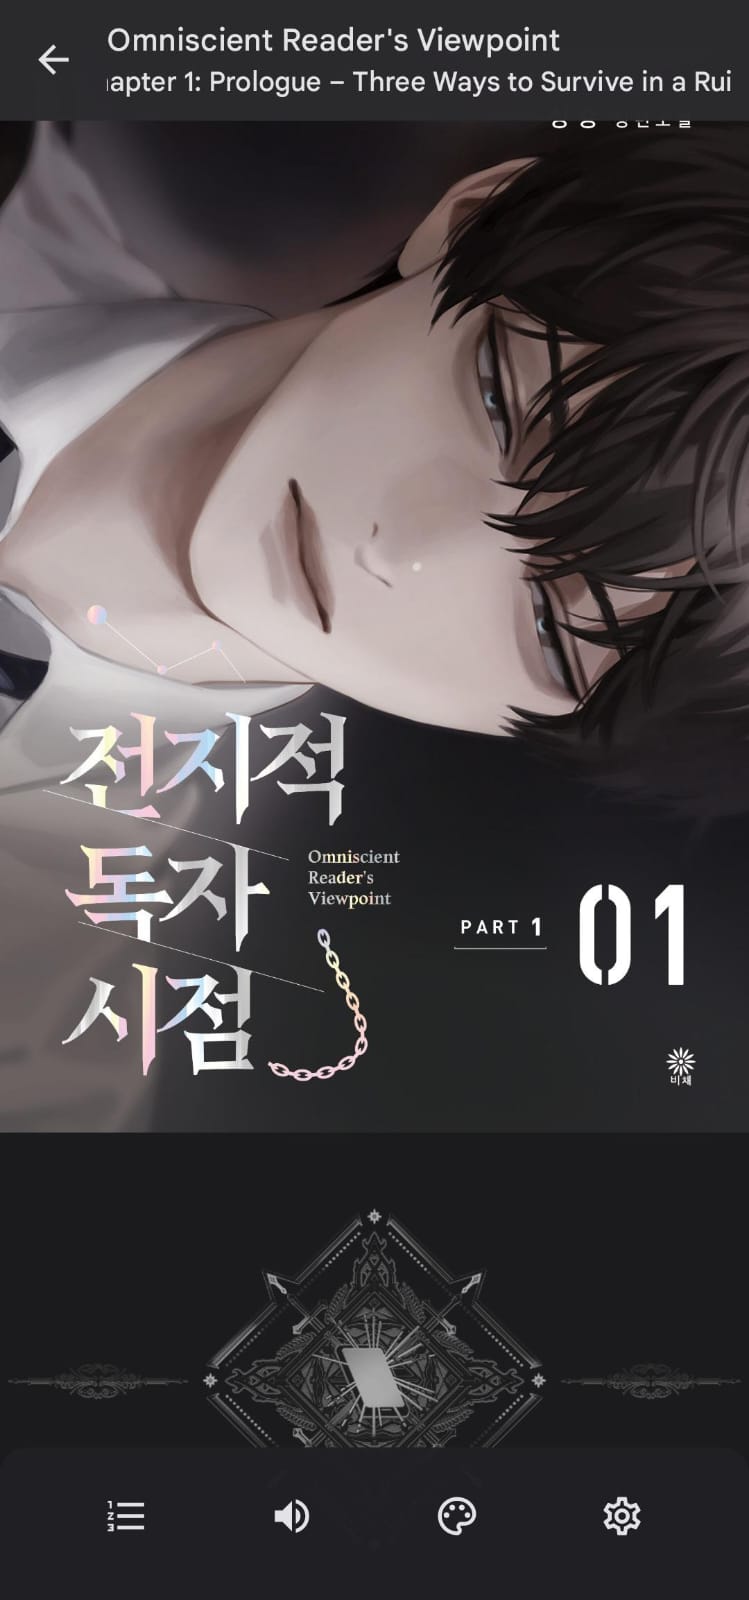 Omniscient Reader's Viewpoint
apter 1: Prologue – Three Ways to Survive in a Rui
전지적
독자
시점
Omniscient
Reader's
Viewpoint
PART 1 01
비채